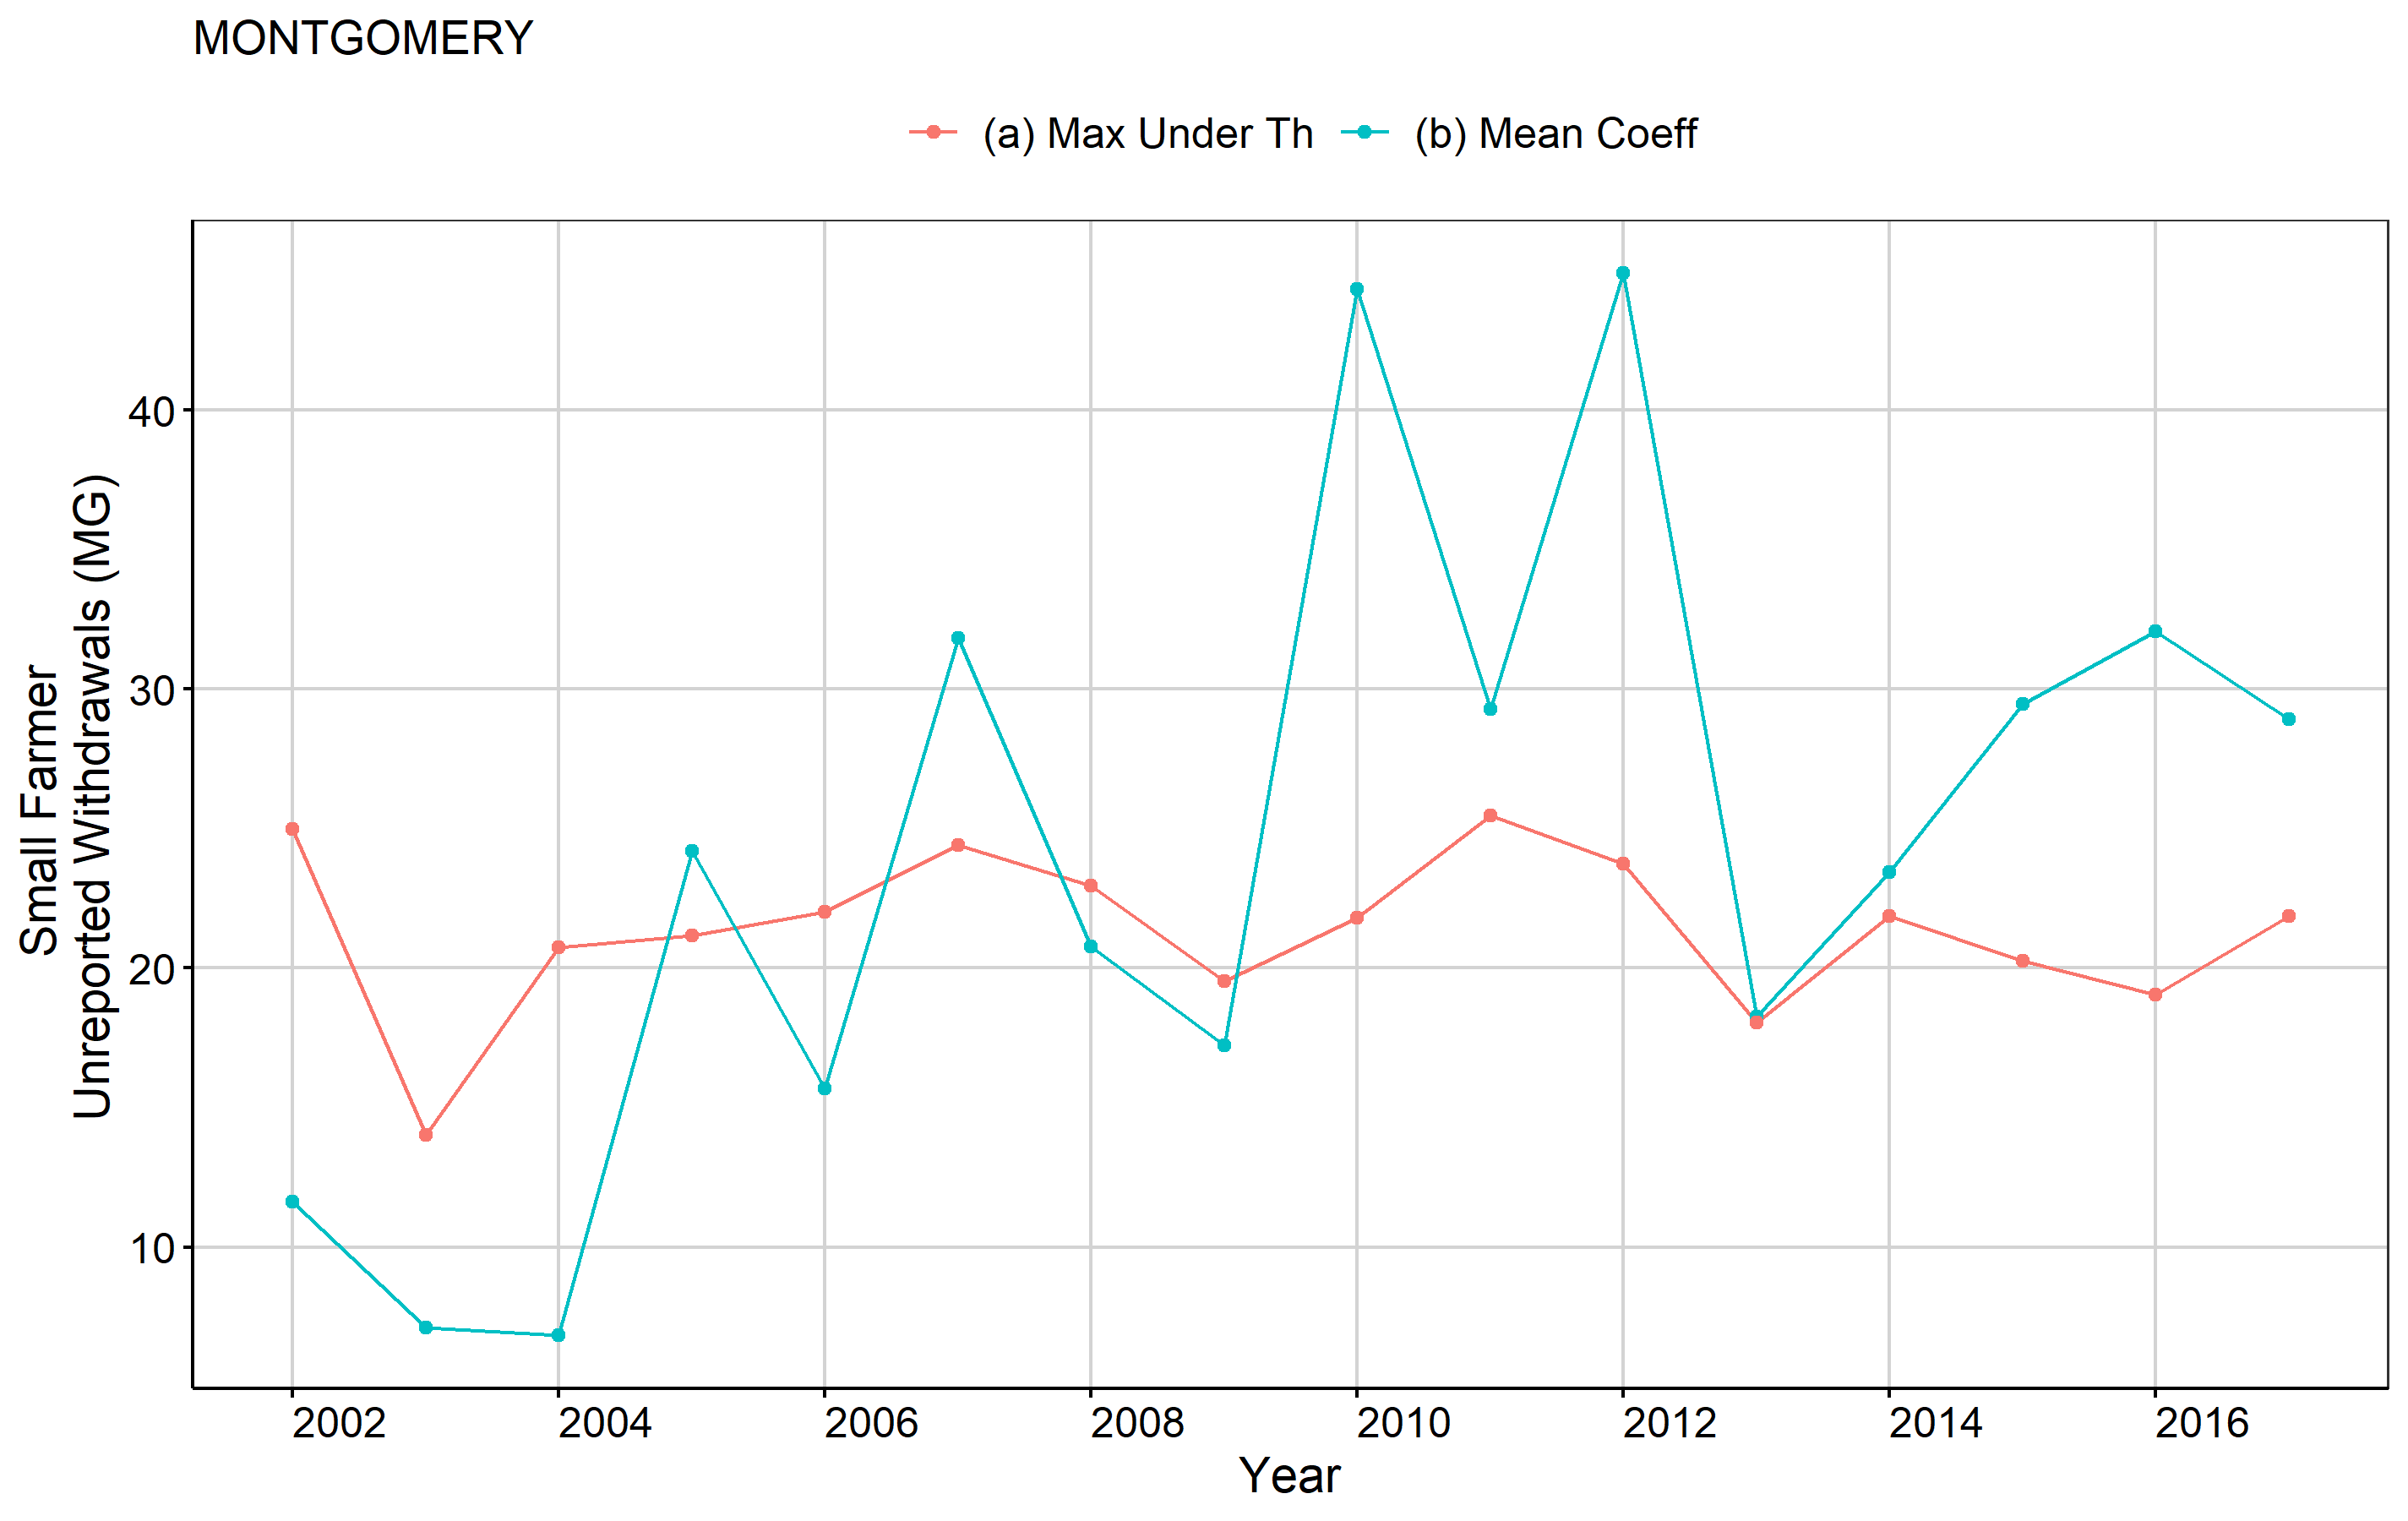 MONTGOMERY
(a) Max Under Th
(b) Mean Coeff
Small Farmer
Unreported Withdrawals (MG)
40
30
20
10
2002
2004
2006
2008
2010
2012
2014
2016
Year